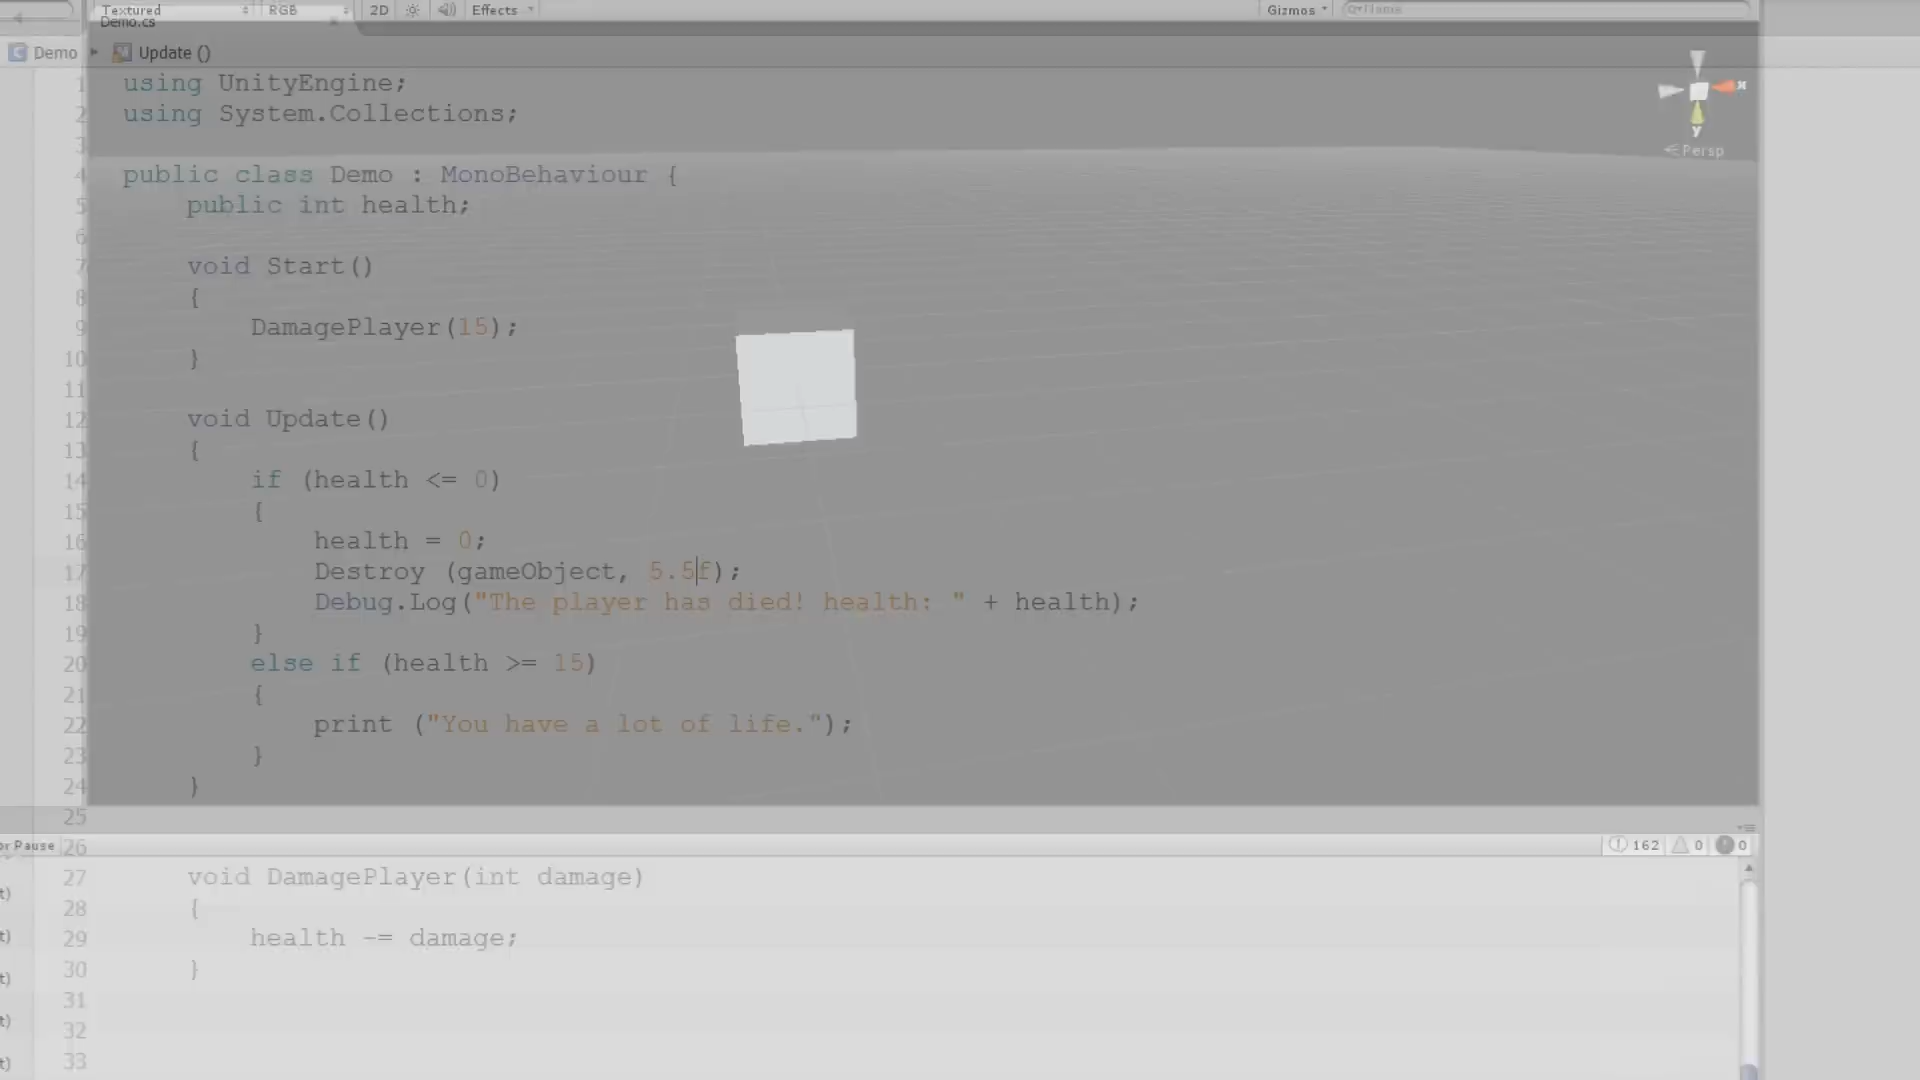 Textured RGB 2D Effects Gizmos
Demo.cs
Demo Update ()
1 using UnityEngine;
2 using System.Collections;
3
4 public class Demo : MonoBehaviour {
5 public int health;
6
7 void Start()
8 {
9 DamagePlayer(15);
10 }
11
12 void Update()
13 {
14 if (health <= 0)
15 {
16 health = 0;
17 Destroy (gameObject, 5.5f);
18 Debug.Log("The player has died! health: " + health);
19 }
20 else if (health >= 15)
21 {
22 print ("You have a lot of life.");
23 }
24 }
25
26
27 void DamagePlayer(int damage)
28 {
29 health -= damage;
30 }
31
32
33
x
y
Persp
or Pause
162 0 0
t)
t)
t)
t)
t)